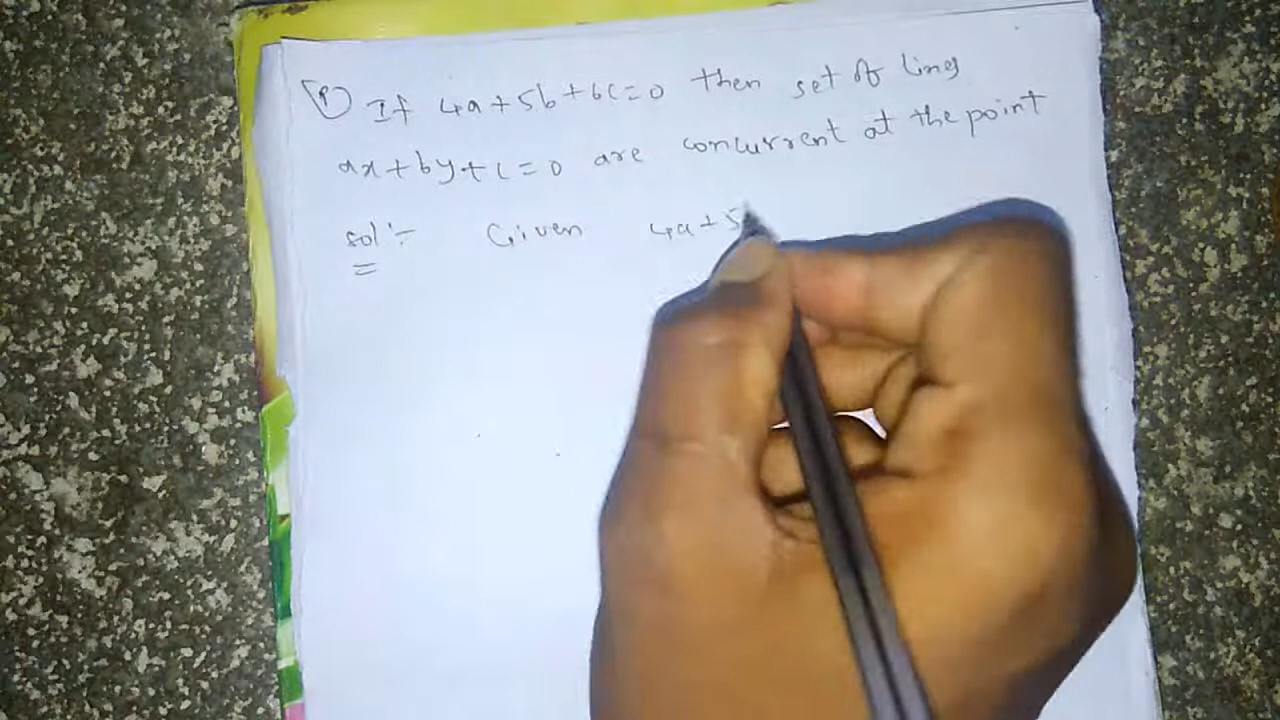 (P) If 4a+5b+6c=0 then set of lines
ax+by+c=0 are concurrent at the point
Sol:- Given 4a+5